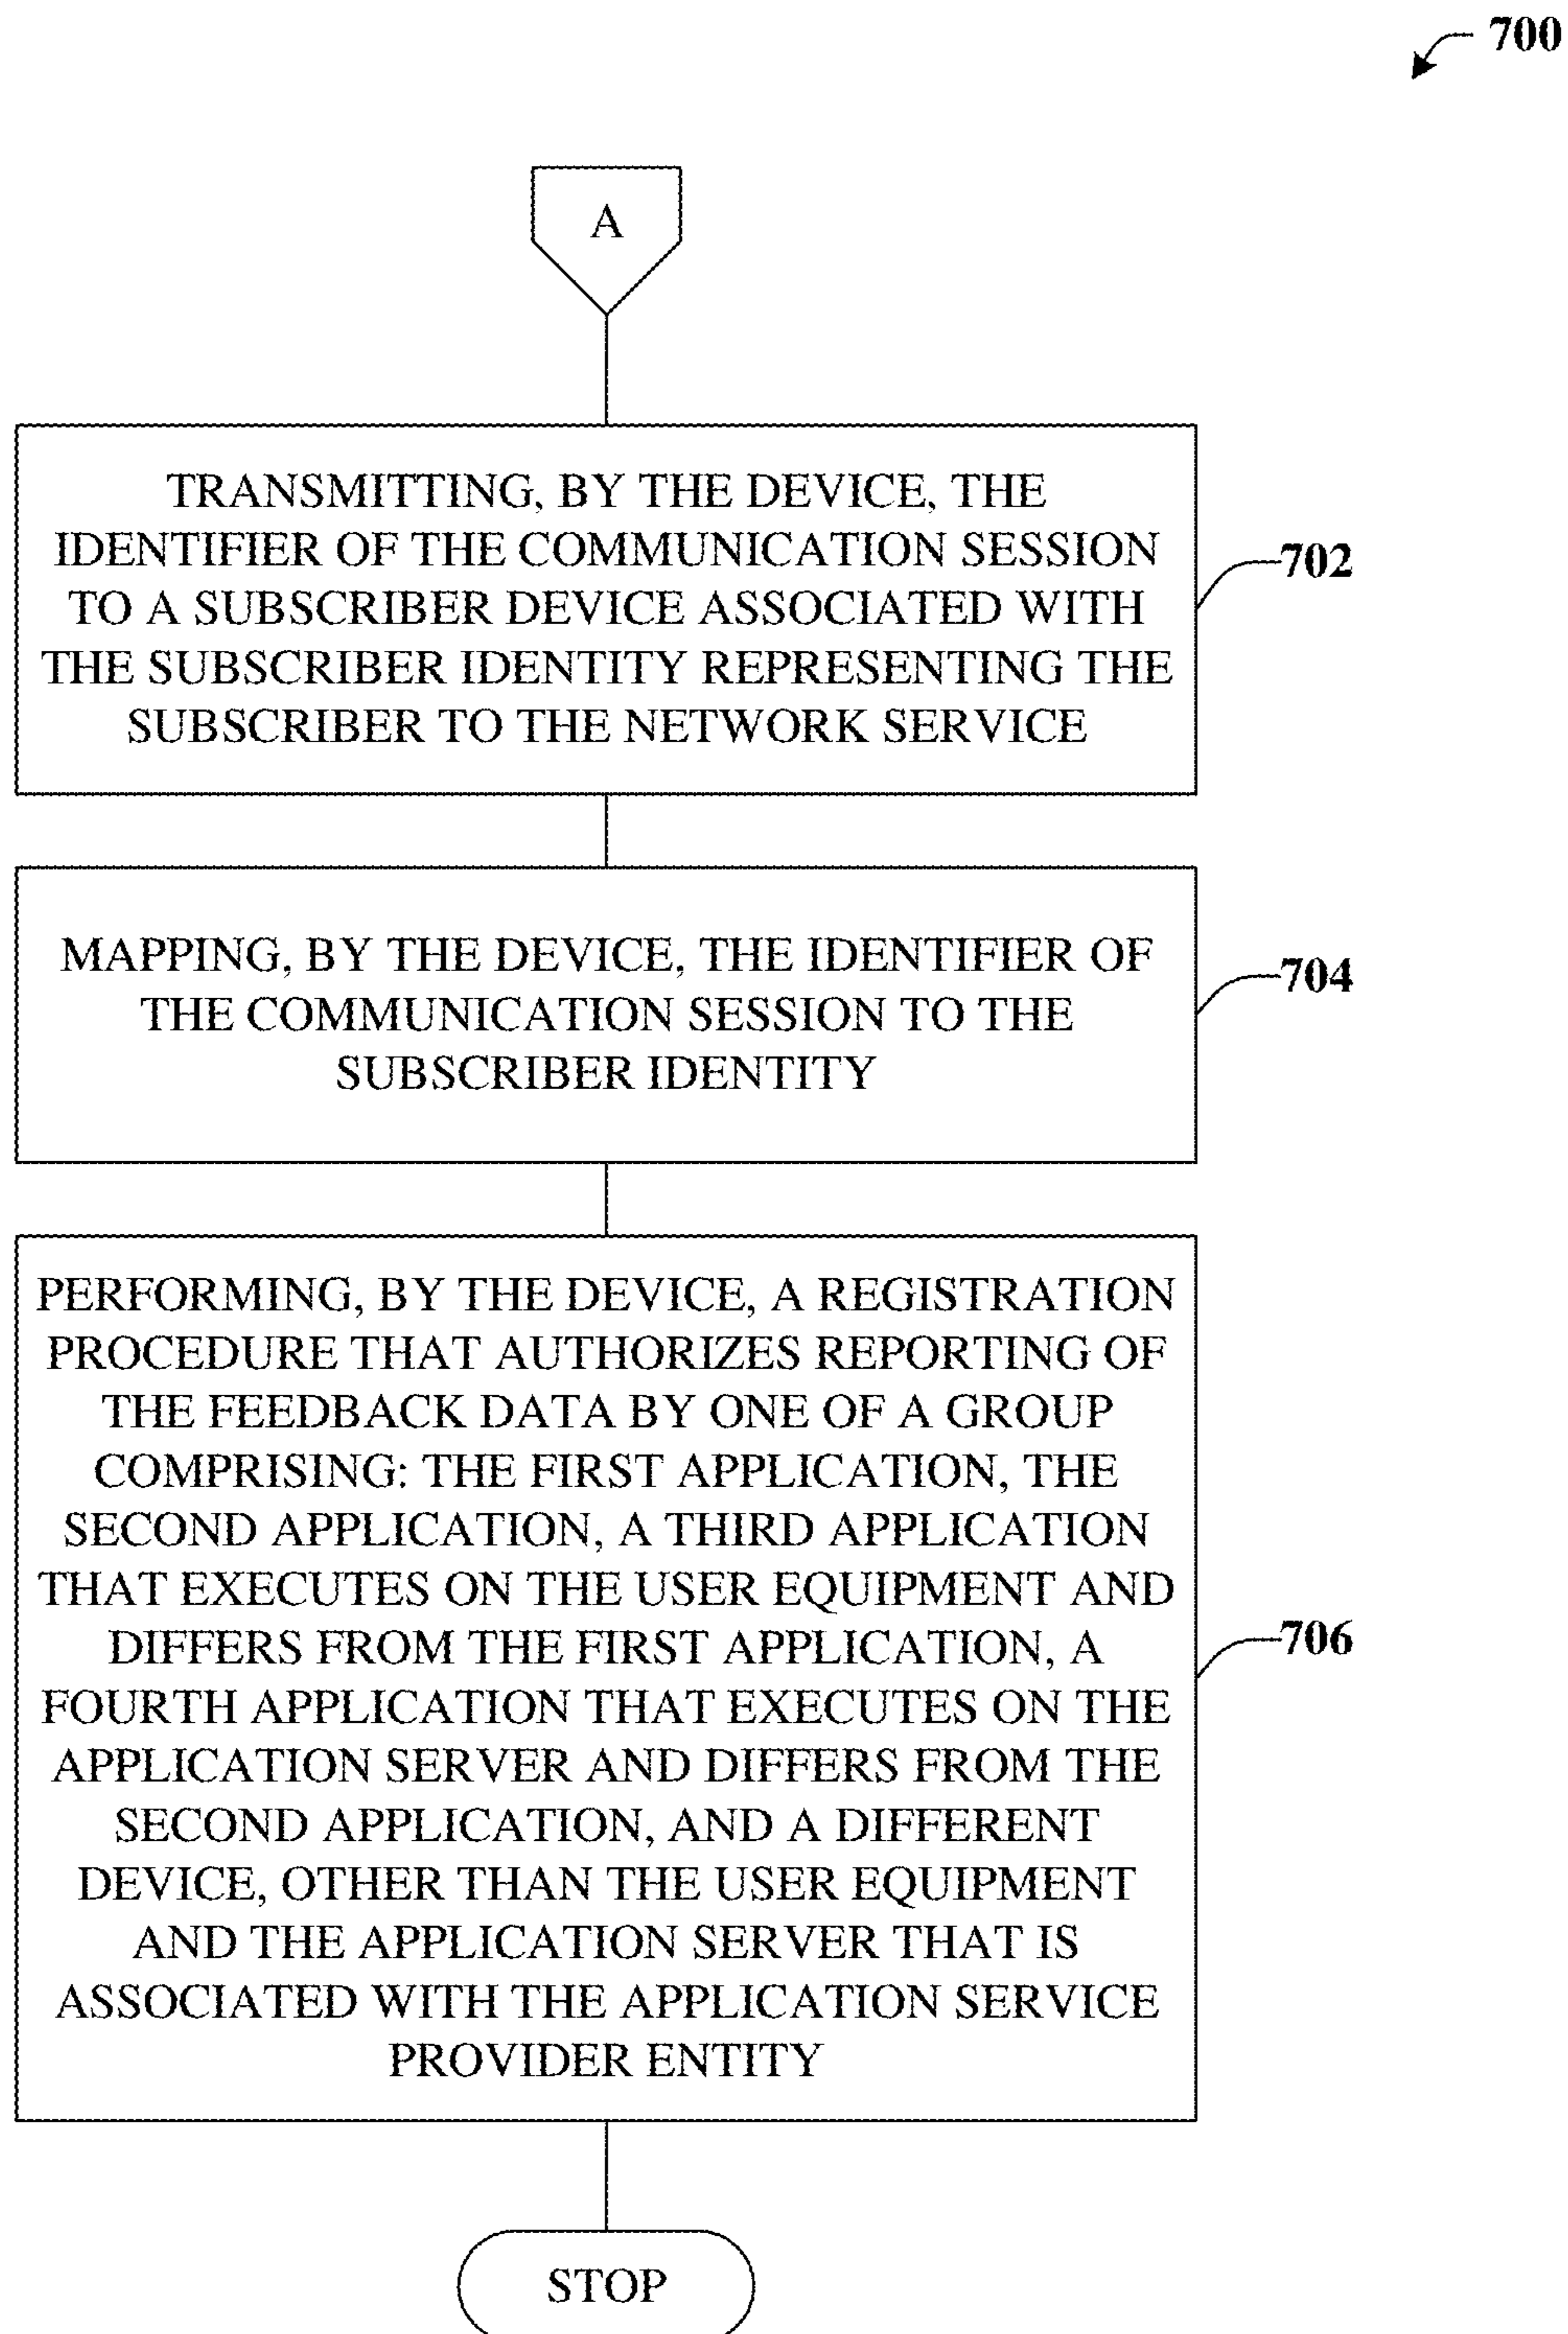 700
A
TRANSMITTING, BY THE DEVICE, THE
IDENTIFIER OF THE COMMUNICATION SESSION
TO A SUBSCRIBER DEVICE ASSOCIATED WITH
THE SUBSCRIBER IDENTITY REPRESENTING THE
SUBSCRIBER TO THE NETWORK SERVICE
702
MAPPING, BY THE DEVICE, THE IDENTIFIER OF
THE COMMUNICATION SESSION TO THE
SUBSCRIBER IDENTITY
704
PERFORMING, BY THE DEVICE, A REGISTRATION
PROCEDURE THAT AUTHORIZES REPORTING OF
THE FEEDBACK DATA BY ONE OF A GROUP
COMPRISING: THE FIRST APPLICATION, THE
SECOND APPLICATION, A THIRD APPLICATION
THAT EXECUTES ON THE USER EQUIPMENT AND
DIFFERS FROM THE FIRST APPLICATION, A
FOURTH APPLICATION THAT EXECUTES ON THE
APPLICATION SERVER AND DIFFERS FROM THE
SECOND APPLICATION, AND A DIFFERENT
DEVICE, OTHER THAN THE USER EQUIPMENT
AND THE APPLICATION SERVER THAT IS
ASSOCIATED WITH THE APPLICATION SERVICE
PROVIDER ENTITY
706
STOP